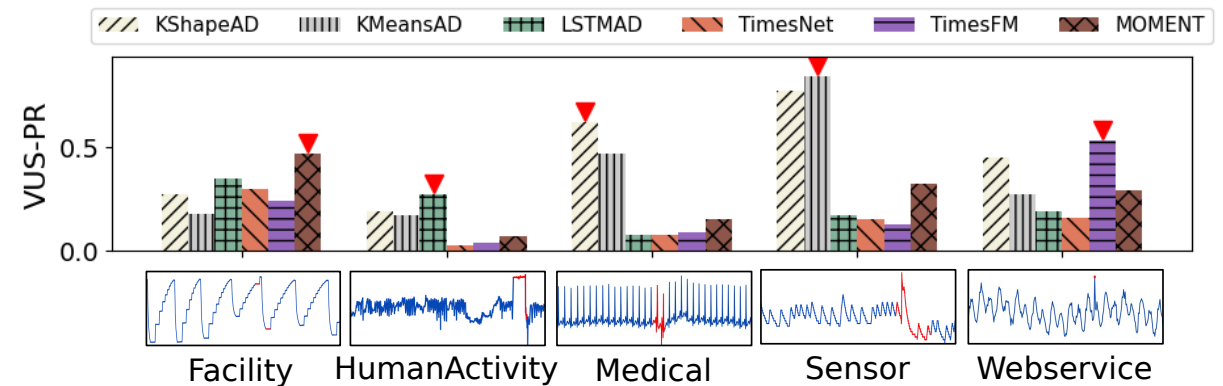 KShapeAD KMeansAD LSTMAD TimesNet TimesFM MOMENT
VUS-PR
0.5
0.0
Facility HumanActivity Medical Sensor Webservice